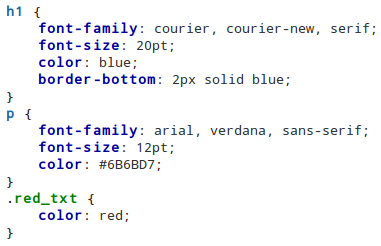 h1 {
    font-family: courier, courier-new, serif;
    font-size: 20pt;
    color: blue;
    border-bottom: 2px solid blue;
}
p {
    font-family: arial, verdana, sans-serif;
    font-size: 12pt;
    color: #6B6BD7;
}
.red_txt {
    color: red;
}